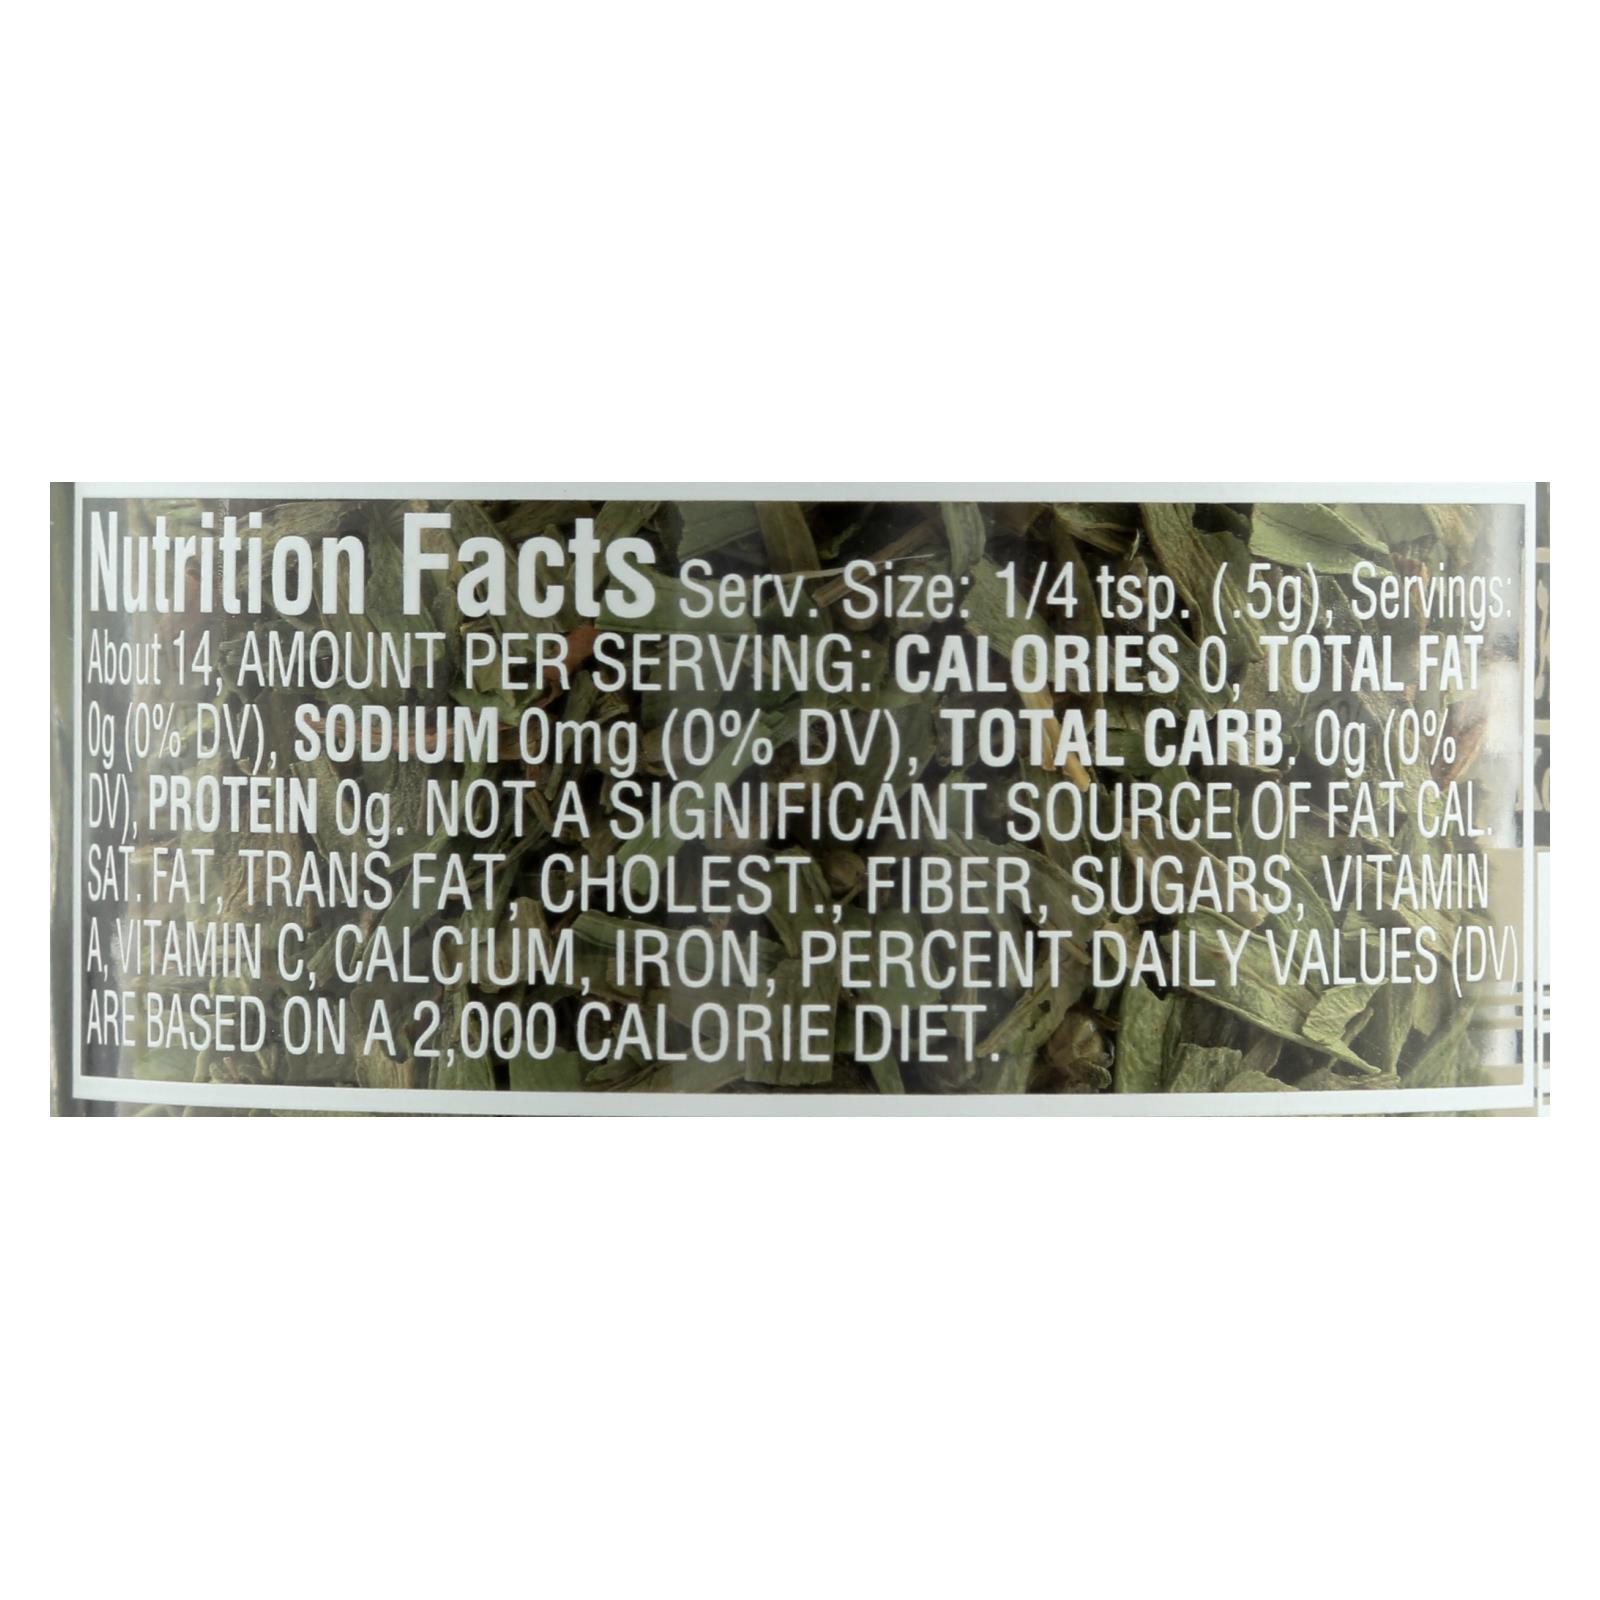 Nutrition Facts Serv. Size: 1/4 tsp. (.5g), Servings:
About 14, AMOUNT PER SERVING: CALORIES 0, TOTAL FAT
0g (0% DV), SODIUM 0mg (0% DV), TOTAL CARB. 0g (0%
DV), PROTEIN 0g. NOT A SIGNIFICANT SOURCE OF FAT CAL.
SAT. FAT, TRANS FAT, CHOLEST., FIBER, SUGARS, VITAMIN
A, VITAMIN C, CALCIUM, IRON, PERCENT DAILY VALUES (DV)
ARE BASED ON A 2,000 CALORIE DIET.